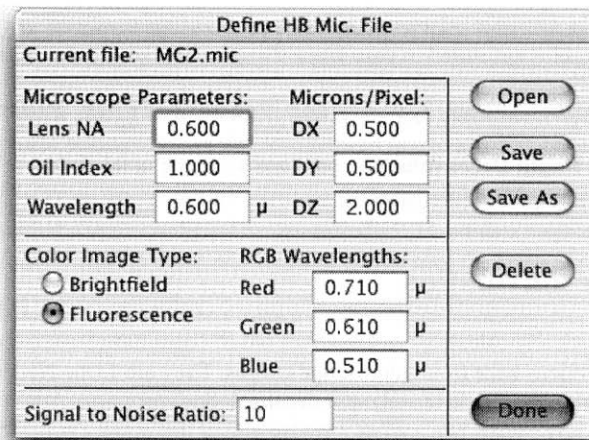 Define HB Mic. File
Current file: MG2.mic
Microscope Parameters: Microns/Pixel:
Lens NA 0.600 DX 0.500
Oil Index 1.000 DY 0.500
Wavelength 0.600 µ DZ 2.000
Color Image Type: RGB Wavelengths:
Brightfield Red 0.710 µ
Fluorescence Green 0.610 µ
Blue 0.510 µ
Signal to Noise Ratio: 10
Open
Save
Save As
Delete
Done